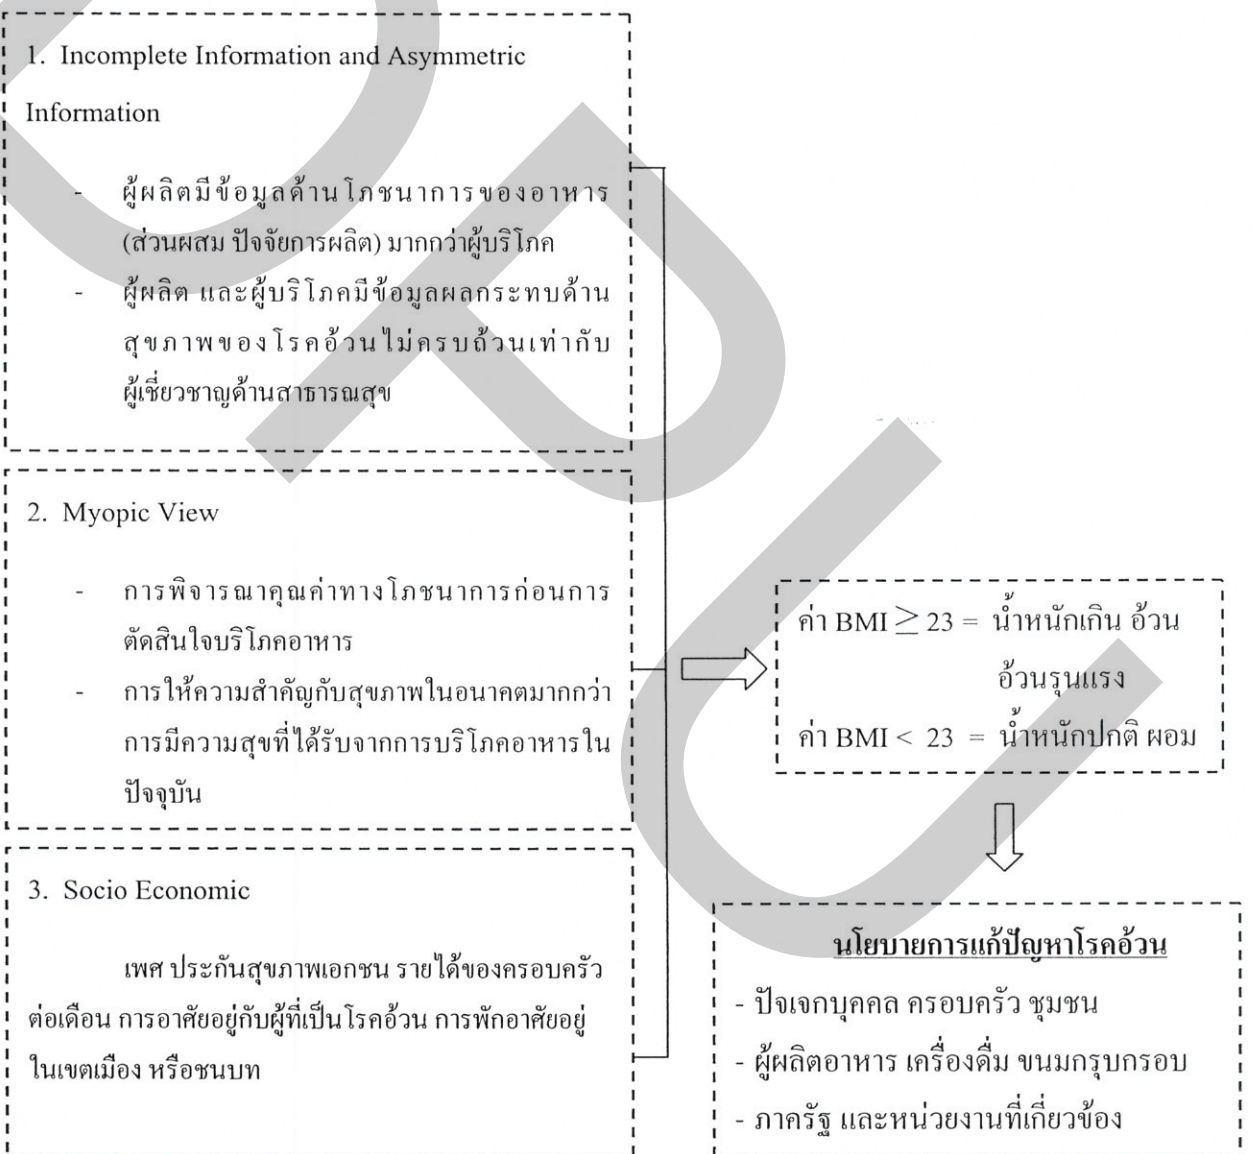 1. Incomplete Information and Asymmetric
Information
- ผู้ผลิตมีข้อมูลด้านโภชนาการของอาหาร
(ส่วนผสม ปัจจัยการผลิต) มากกว่าผู้บริโภค
- ผู้ผลิต และผู้บริโภคมีข้อมูลผลกระทบด้าน
สุขภาพของโรคอ้วนไม่ครบถ้วนเท่ากับ
ผู้เชี่ยวชาญด้านสาธารณสุข
2. Myopic View
- การพิจารณาคุณค่าทางโภชนาการก่อนการ
ตัดสินใจบริโภคอาหาร
- การให้ความสำคัญกับสุขภาพในอนาคตมากกว่า
การมีความสุขที่ได้รับจากการบริโภคอาหารใน
ปัจจุบัน
3. Socio Economic
เพศ ประกันสุขภาพเอกชน รายได้ของครอบครัว
ต่อเดือน การอาศัยอยู่กับผู้ที่เป็นโรคอ้วน การพักอาศัยอยู่
ในเขตเมือง หรือชนบท
ค่า BMI ≥ 23 = น้ำหนักเกิน อ้วน
อ้วนรุนแรง
ค่า BMI < 23 = น้ำหนักปกติ ผอม
นโยบายการแก้ปัญหาโรคอ้วน
- ปัจเจกบุคคล ครอบครัว ชุมชน
- ผู้ผลิตอาหาร เครื่องดื่ม ขนมกรุบกรอบ
- ภาครัฐ และหน่วยงานที่เกี่ยวข้อง
DPU